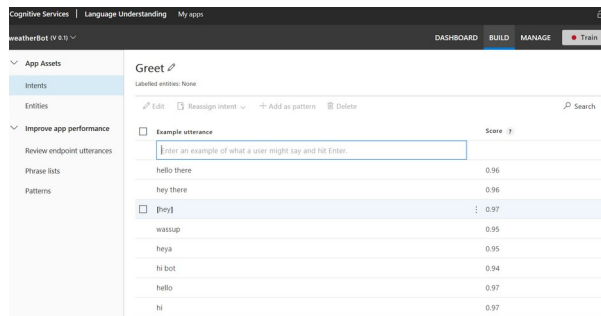 Cognitive Services | Language Understanding My apps
weatherBot (V 0.1) DASHBOARD BUILD MANAGE Train
App Assets
Intents
Entities
Improve app performance
Review endpoint utterances
Phrase lists
Patterns
Greet
Labelled entities: None
Edit Reassign intent + Add as pattern Delete Search
Example utterance Score ?
Enter an example of what a user might say and hit Enter.
hello there 0.96
hey there 0.96
[hey] 0.97
wassup 0.95
heya 0.95
hi bot 0.94
hello 0.97
hi 0.97